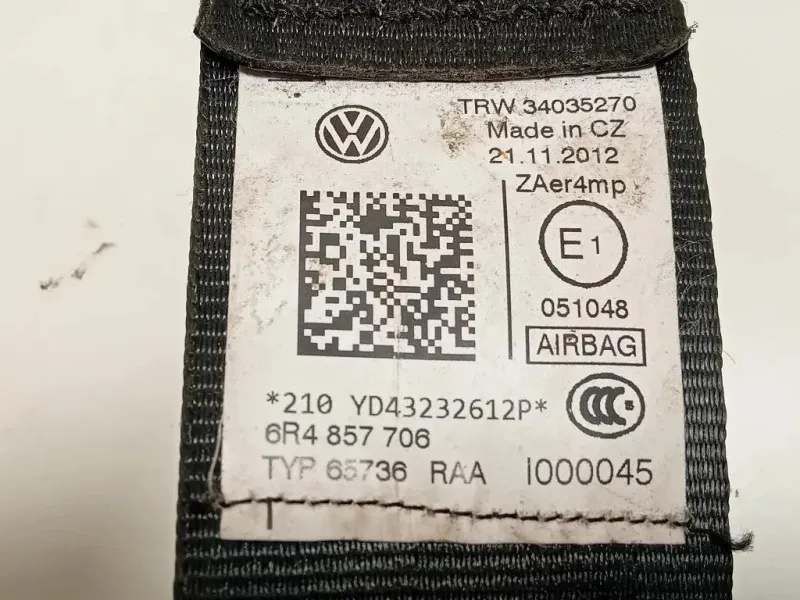 TRW 34035270
Made in CZ
21.11.2012
ZAer4mp
E1
051048
AIRBAG
*210 YD43232612P*
CCC S
6R4 857 706
TYP 65736 RAA I000045
T